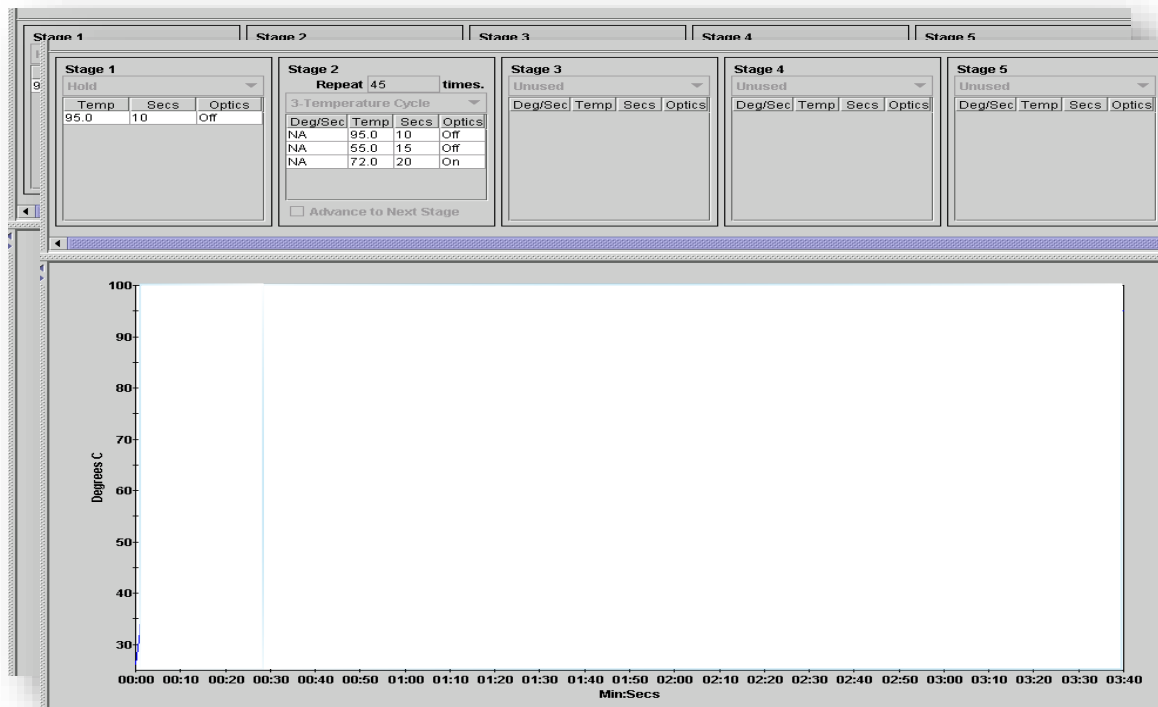 Stage 1 Stage 2 Stage 3 Stage 4 Stage 5
Stage 1 Stage 2 Stage 3 Stage 4 Stage 5
Hold Repeat 45 times. Unused Unused Unused
Temp Secs Optics 3-Temperature Cycle Deg/Sec Temp Secs Optics Deg/Sec Temp Secs Optics Deg/Sec Temp Secs Optics
95.0 10 Off Deg/Sec Temp Secs Optics
NA 95.0 10 Off
NA 55.0 15 Off
NA 72.0 20 On
Advance to Next Stage
100
90
80
70
60
50
40
30
Degrees C
00:00 00:10 00:20 00:30 00:40 00:50 01:00 01:10 01:20 01:30 01:40 01:50 02:00 02:10 02:20 02:30 02:40 02:50 03:00 03:10 03:20 03:30 03:40
Min:Secs